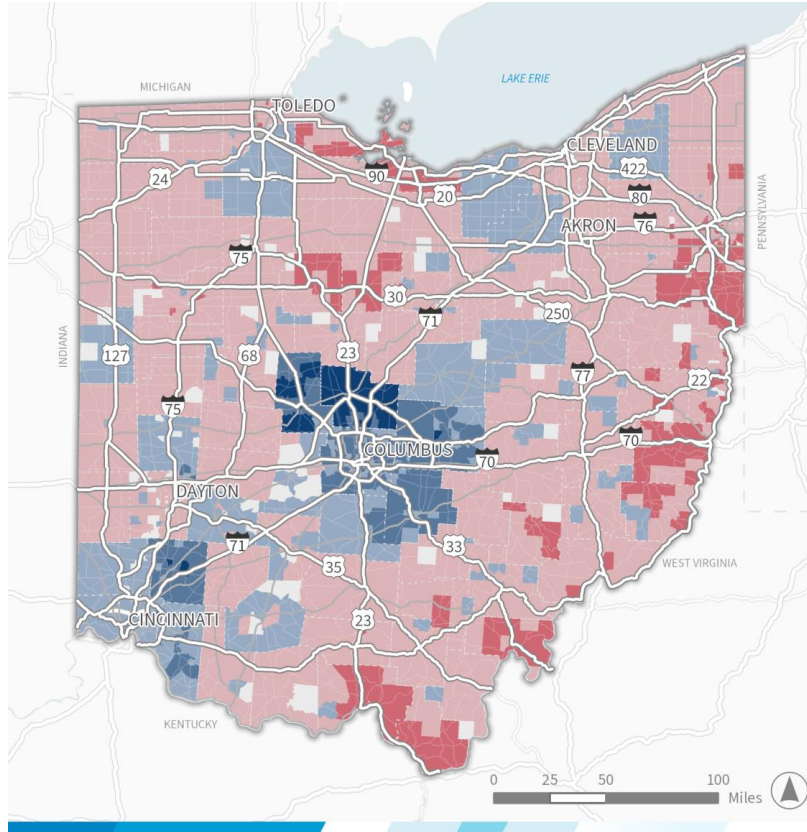 LAKE ERIE
MICHIGAN
TOLEDO
CLEVELAND
422
90
24
20
80
PENNSYLVANIA
AKRON
76
75
30
71
250
INDIANA
127
68
23
77
22
75
COLUMBUS
70
70
DAYTON
71
33
35
WEST VIRGINIA
CINCINNATI
23
KENTUCKY
0 25 50 100
Miles